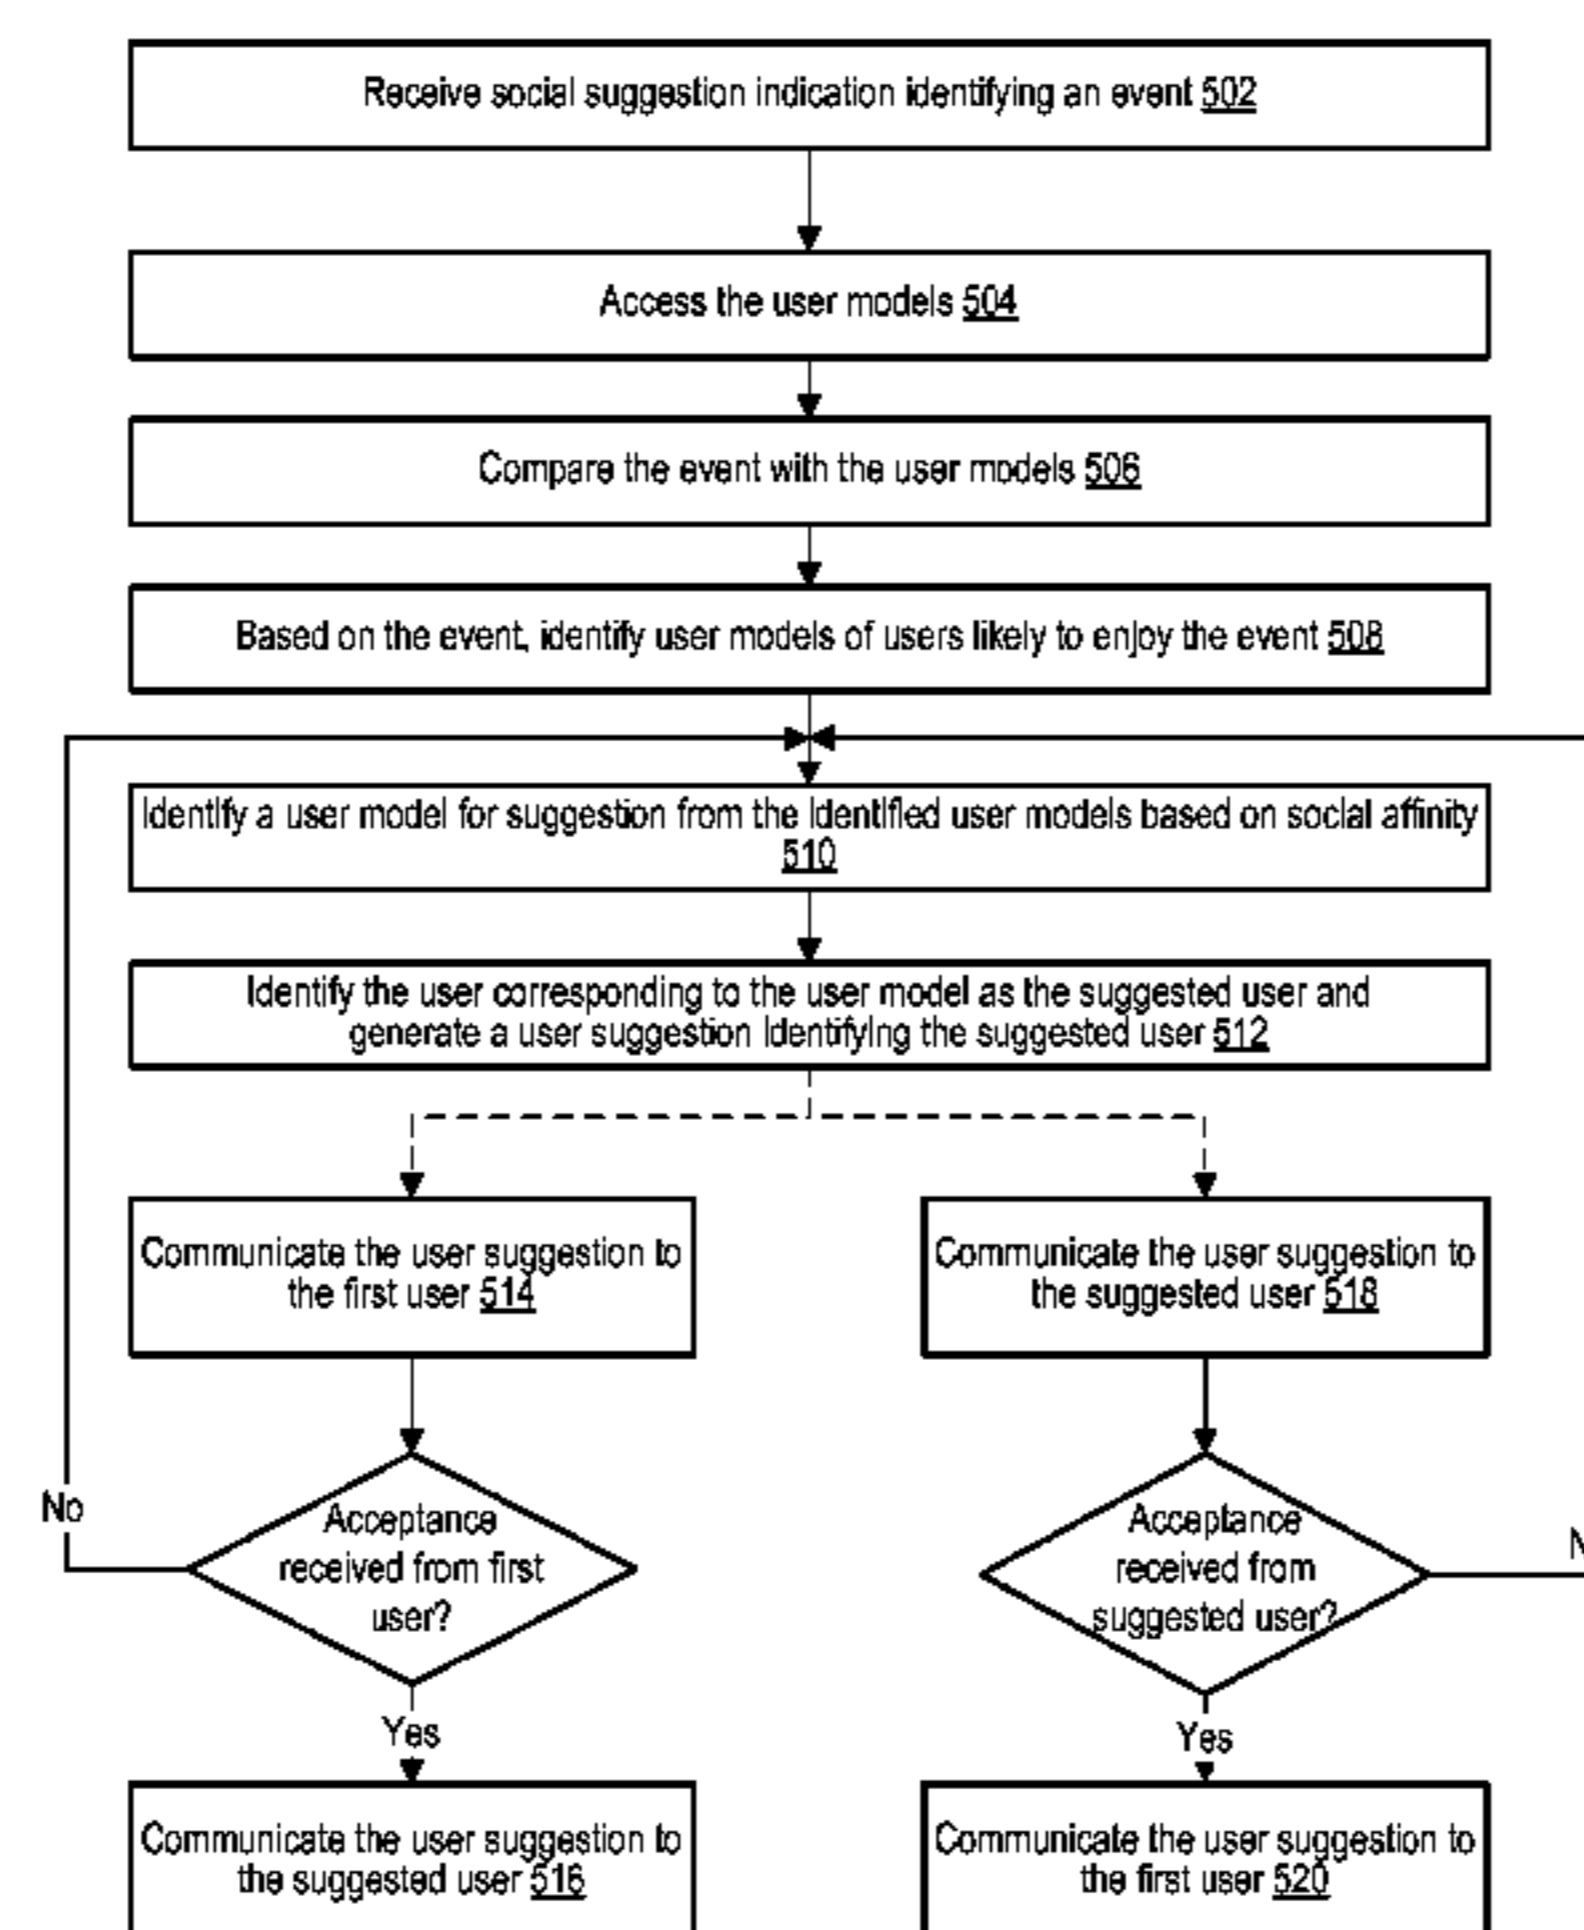 Receive social suggestion indication identifying an event 502
Access the user models 504
Compare the event with the user models 506
Based on the event, identify user models of users likely to enjoy the event 508
Identify a user model for suggestion from the identified user models based on social affinity
510
Identify the user corresponding to the user model as the suggested user and
generate a user suggestion identifying the suggested user 512
Communicate the user suggestion to
the first user 514
Communicate the user suggestion to
the suggested user 518
No
Acceptance
received from first
user?
Acceptance
received from
suggested user?
Yes
Yes
Communicate the user suggestion to
the suggested user 516
Communicate the user suggestion to
the first user 520